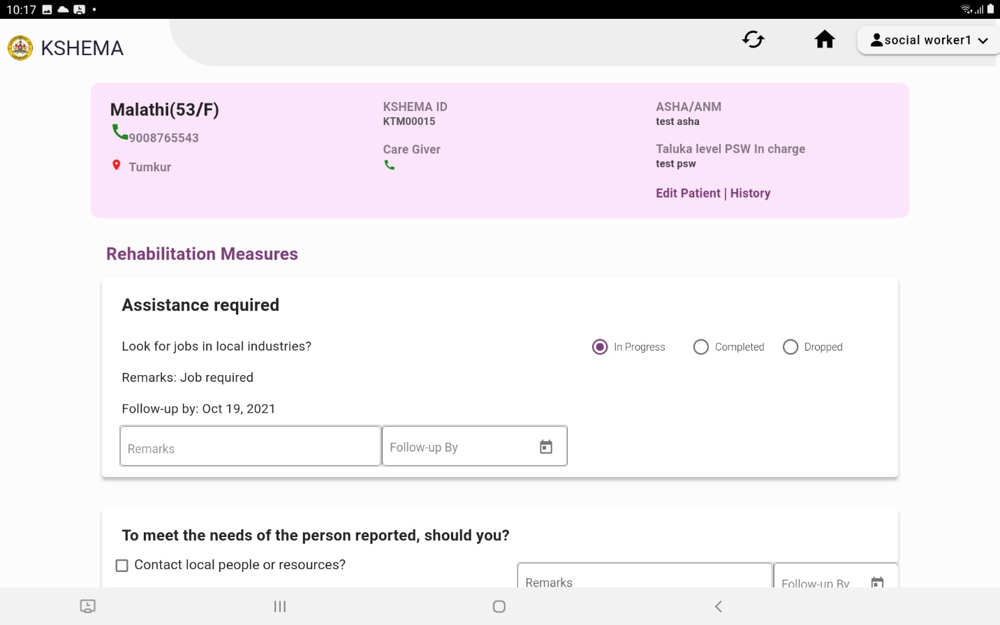 10:17
KSHEMA
social worker1
Malathi(53/F)
9008765543
Tumkur
KSHEMA ID
KTM00015
Care Giver
ASHA/ANM
test asha
Taluka level PSW In charge
test psw
Edit Patient | History
Rehabilitation Measures
Assistance required
Look for jobs in local industries?
In Progress
Completed
Dropped
Remarks: Job required
Follow-up by: Oct 19, 2021
Remarks
Follow-up By
To meet the needs of the person reported, should you?
Contact local people or resources?
Remarks
Follow-up By